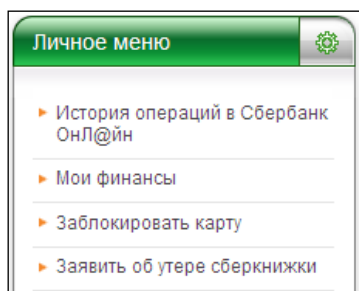 Личное меню
История операций в Сбербанк
ОнЛ@йн
Мои финансы
Заблокировать карту
Заявить об утере сберкнижки